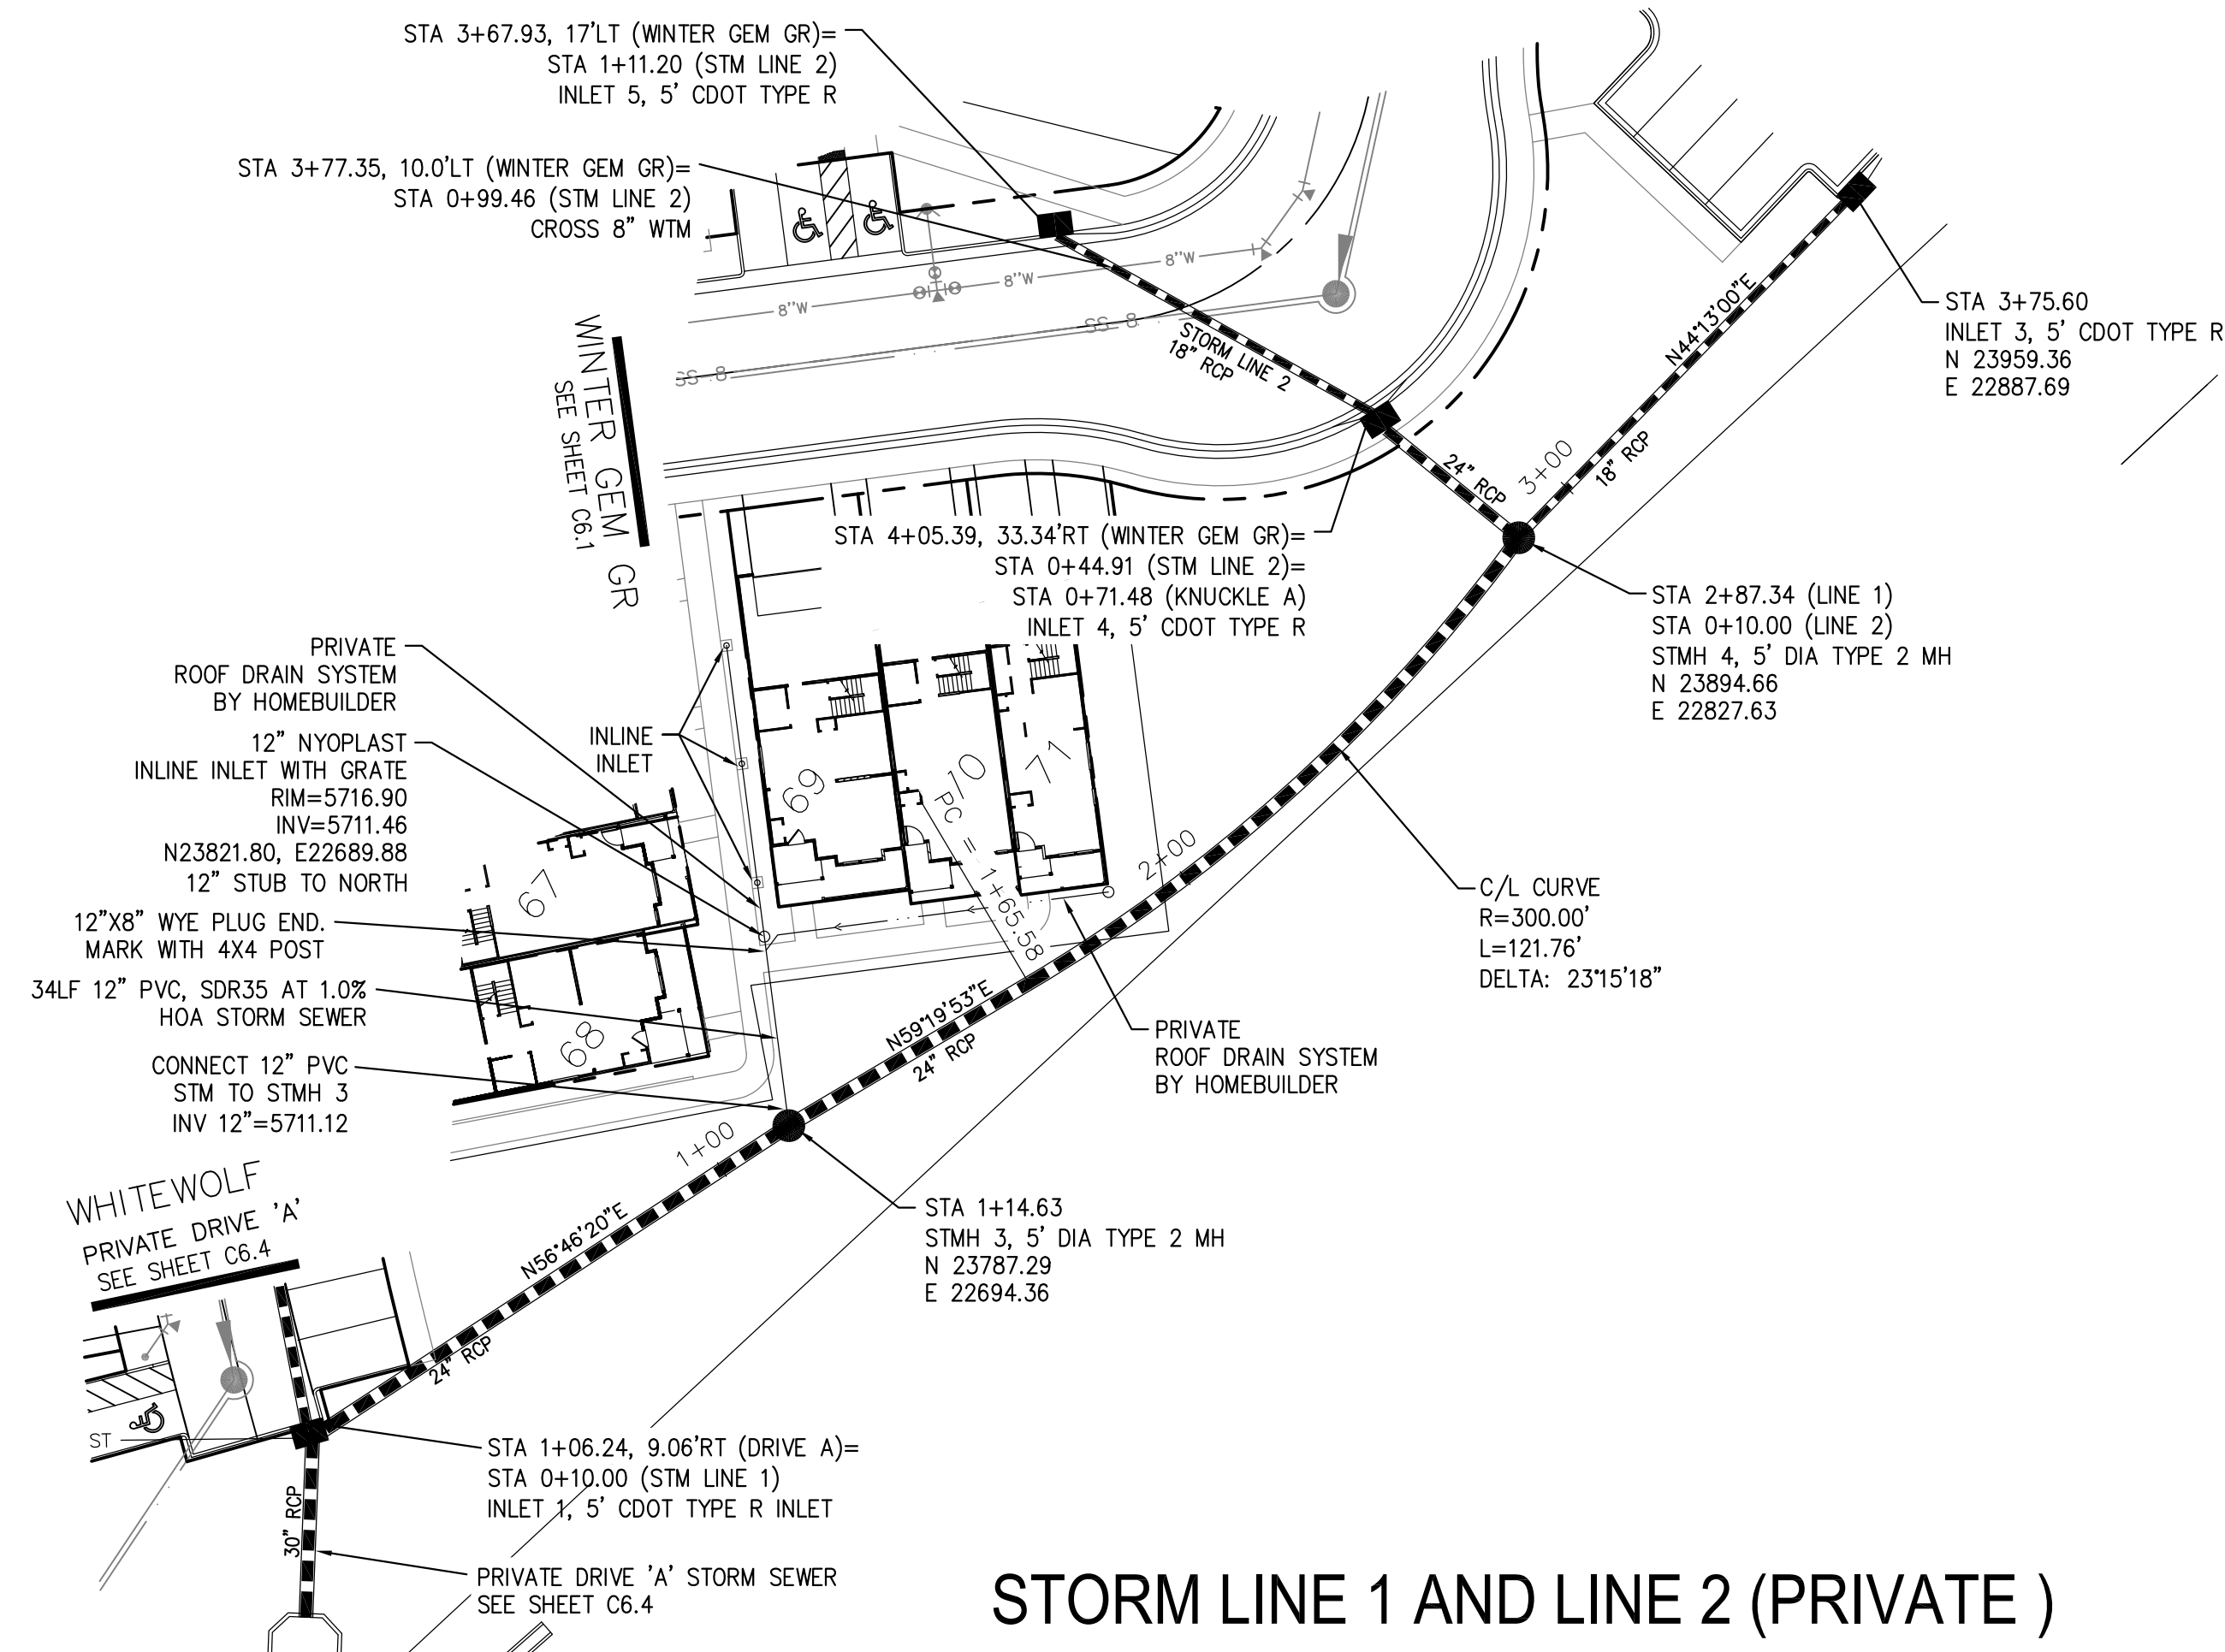 STA 3+67.93, 17'LT (WINTER GEM GR)=
STA 1+11.20 (STM LINE 2)
INLET 5, 5' CDOT TYPE R
STA 3+77.35, 10.0'LT (WINTER GEM GR)=
STA 0+99.46 (STM LINE 2)
CROSS 8" WTM
8"W
8"W
8"W
SS 8
SS 8
STORM LINE 2
18" RCP
N44°13'00"E
18" RCP
3+00
24" RCP
STA 3+75.60
INLET 3, 5' CDOT TYPE R
N 23959.36
E 22887.69
WINTER GEM GR
SEE SHEET C6.1
STA 4+05.39, 33.34'RT (WINTER GEM GR)=
STA 0+44.91 (STM LINE 2)=
STA 0+71.48 (KNUCKLE A)
INLET 4, 5' CDOT TYPE R
STA 2+87.34 (LINE 1)
STA 0+10.00 (LINE 2)
STMH 4, 5' DIA TYPE 2 MH
N 23894.66
E 22827.63
PRIVATE
ROOF DRAIN SYSTEM
BY HOMEBUILDER
INLINE
INLET
12" NYOPLAST
INLINE INLET WITH GRATE
RIM=5716.90
INV=5711.46
N23821.80, E22689.88
12" STUB TO NORTH
12"X8" WYE PLUG END.
MARK WITH 4X4 POST
34LF 12" PVC, SDR35 AT 1.0%
HOA STORM SEWER
CONNECT 12" PVC
STM TO STMH 3
INV 12"=5711.12
67
68
69
70
71
PC = 1+65.58
2+00
C/L CURVE
R=300.00'
L=121.76'
DELTA: 23°15'18"
N59°19'53"E
24" RCP
PRIVATE
ROOF DRAIN SYSTEM
BY HOMEBUILDER
1+00
STA 1+14.63
STMH 3, 5' DIA TYPE 2 MH
N 23787.29
E 22694.36
WHITEWOLF
PRIVATE DRIVE 'A'
SEE SHEET C6.4
N56°46'20"E
24" RCP
ST
STA 1+06.24, 9.06'RT (DRIVE A)=
STA 0+10.00 (STM LINE 1)
INLET 1, 5' CDOT TYPE R INLET
30" RCP
PRIVATE DRIVE 'A' STORM SEWER
SEE SHEET C6.4
STORM LINE 1 AND LINE 2 (PRIVATE )